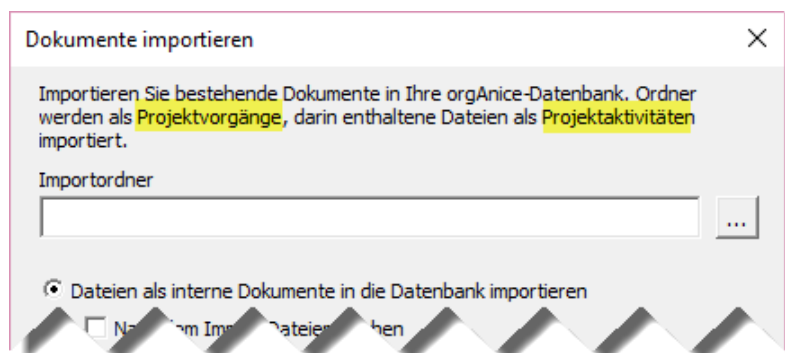 Dokumente importieren
Importieren Sie bestehende Dokumente in Ihre orgAnice-Datenbank. Ordner
werden als Projektvorgänge, darin enthaltene Dateien als Projektaktivitäten
importiert.
Importordner
...
Dateien als interne Dokumente in die Datenbank importieren